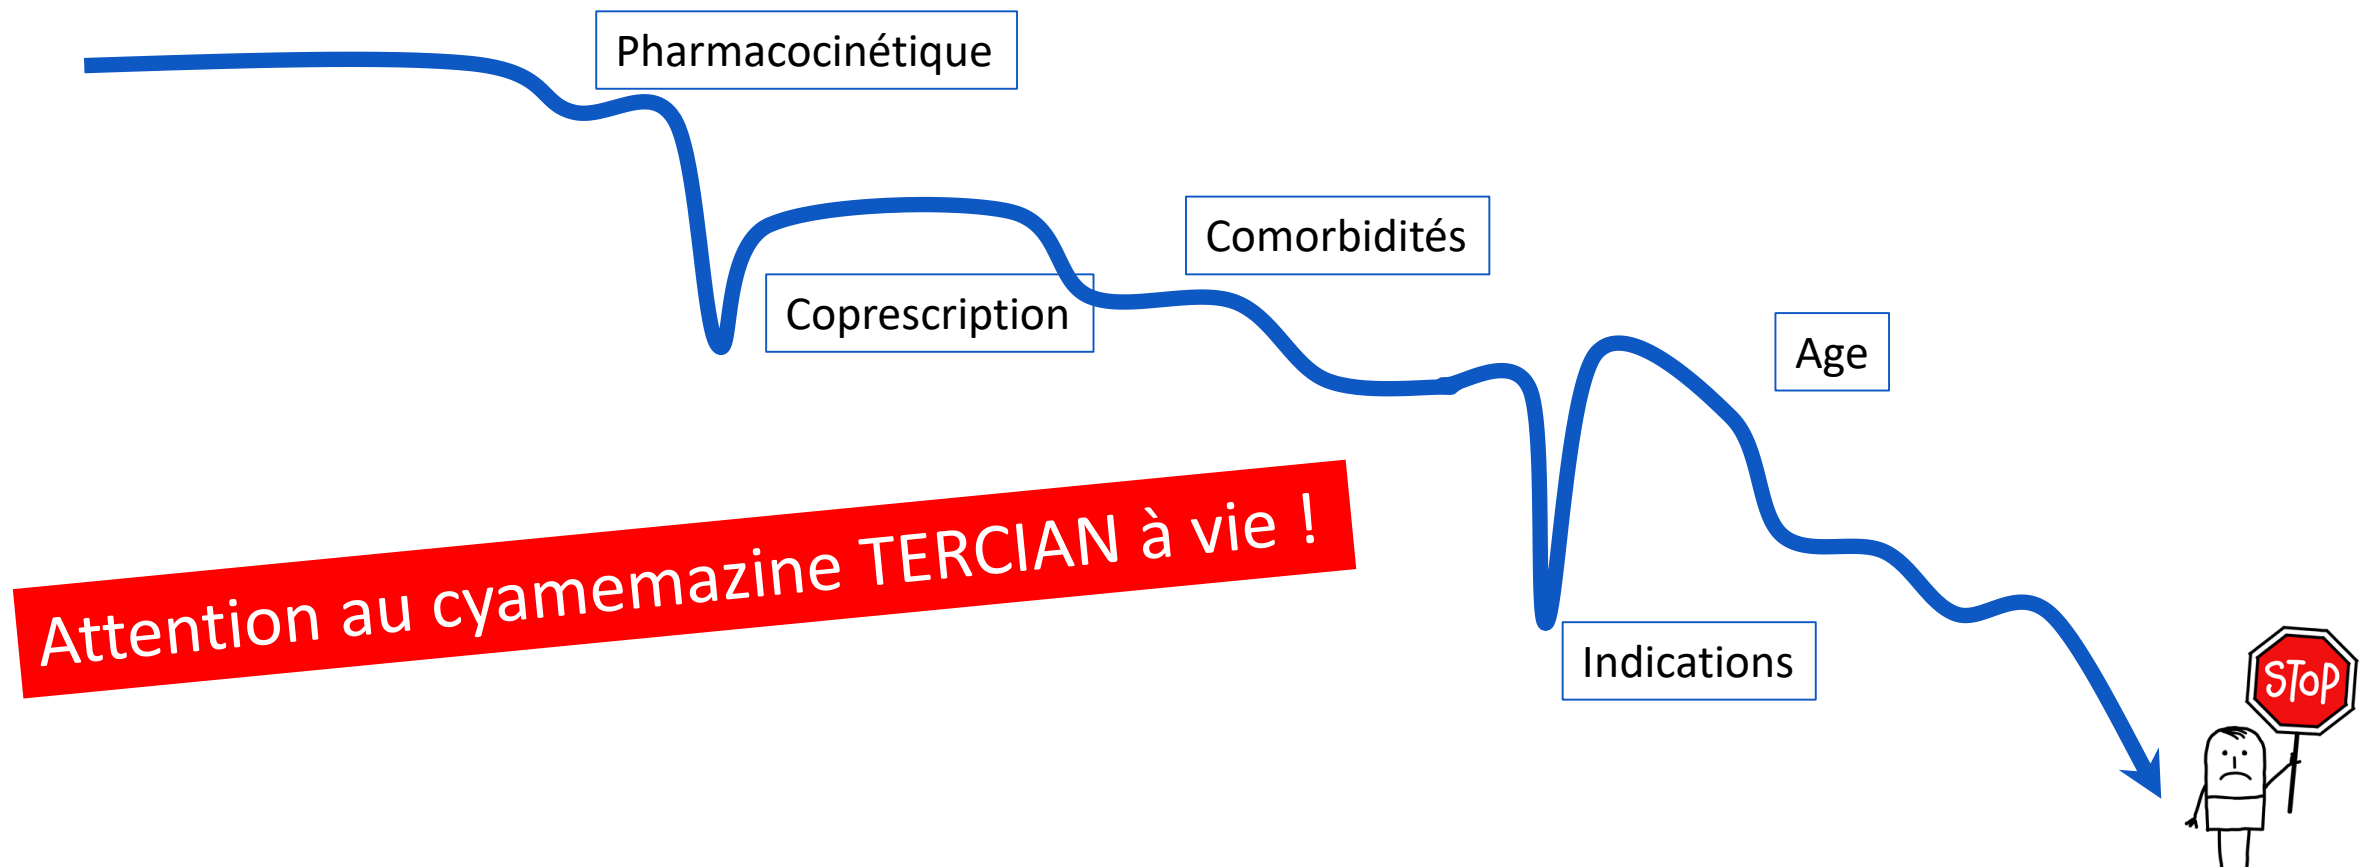 Pharmacocinétique
Comorbidités
Coprescription
Age
Attention au cyamemazine TERCIAN à vie !
Indications
STOP